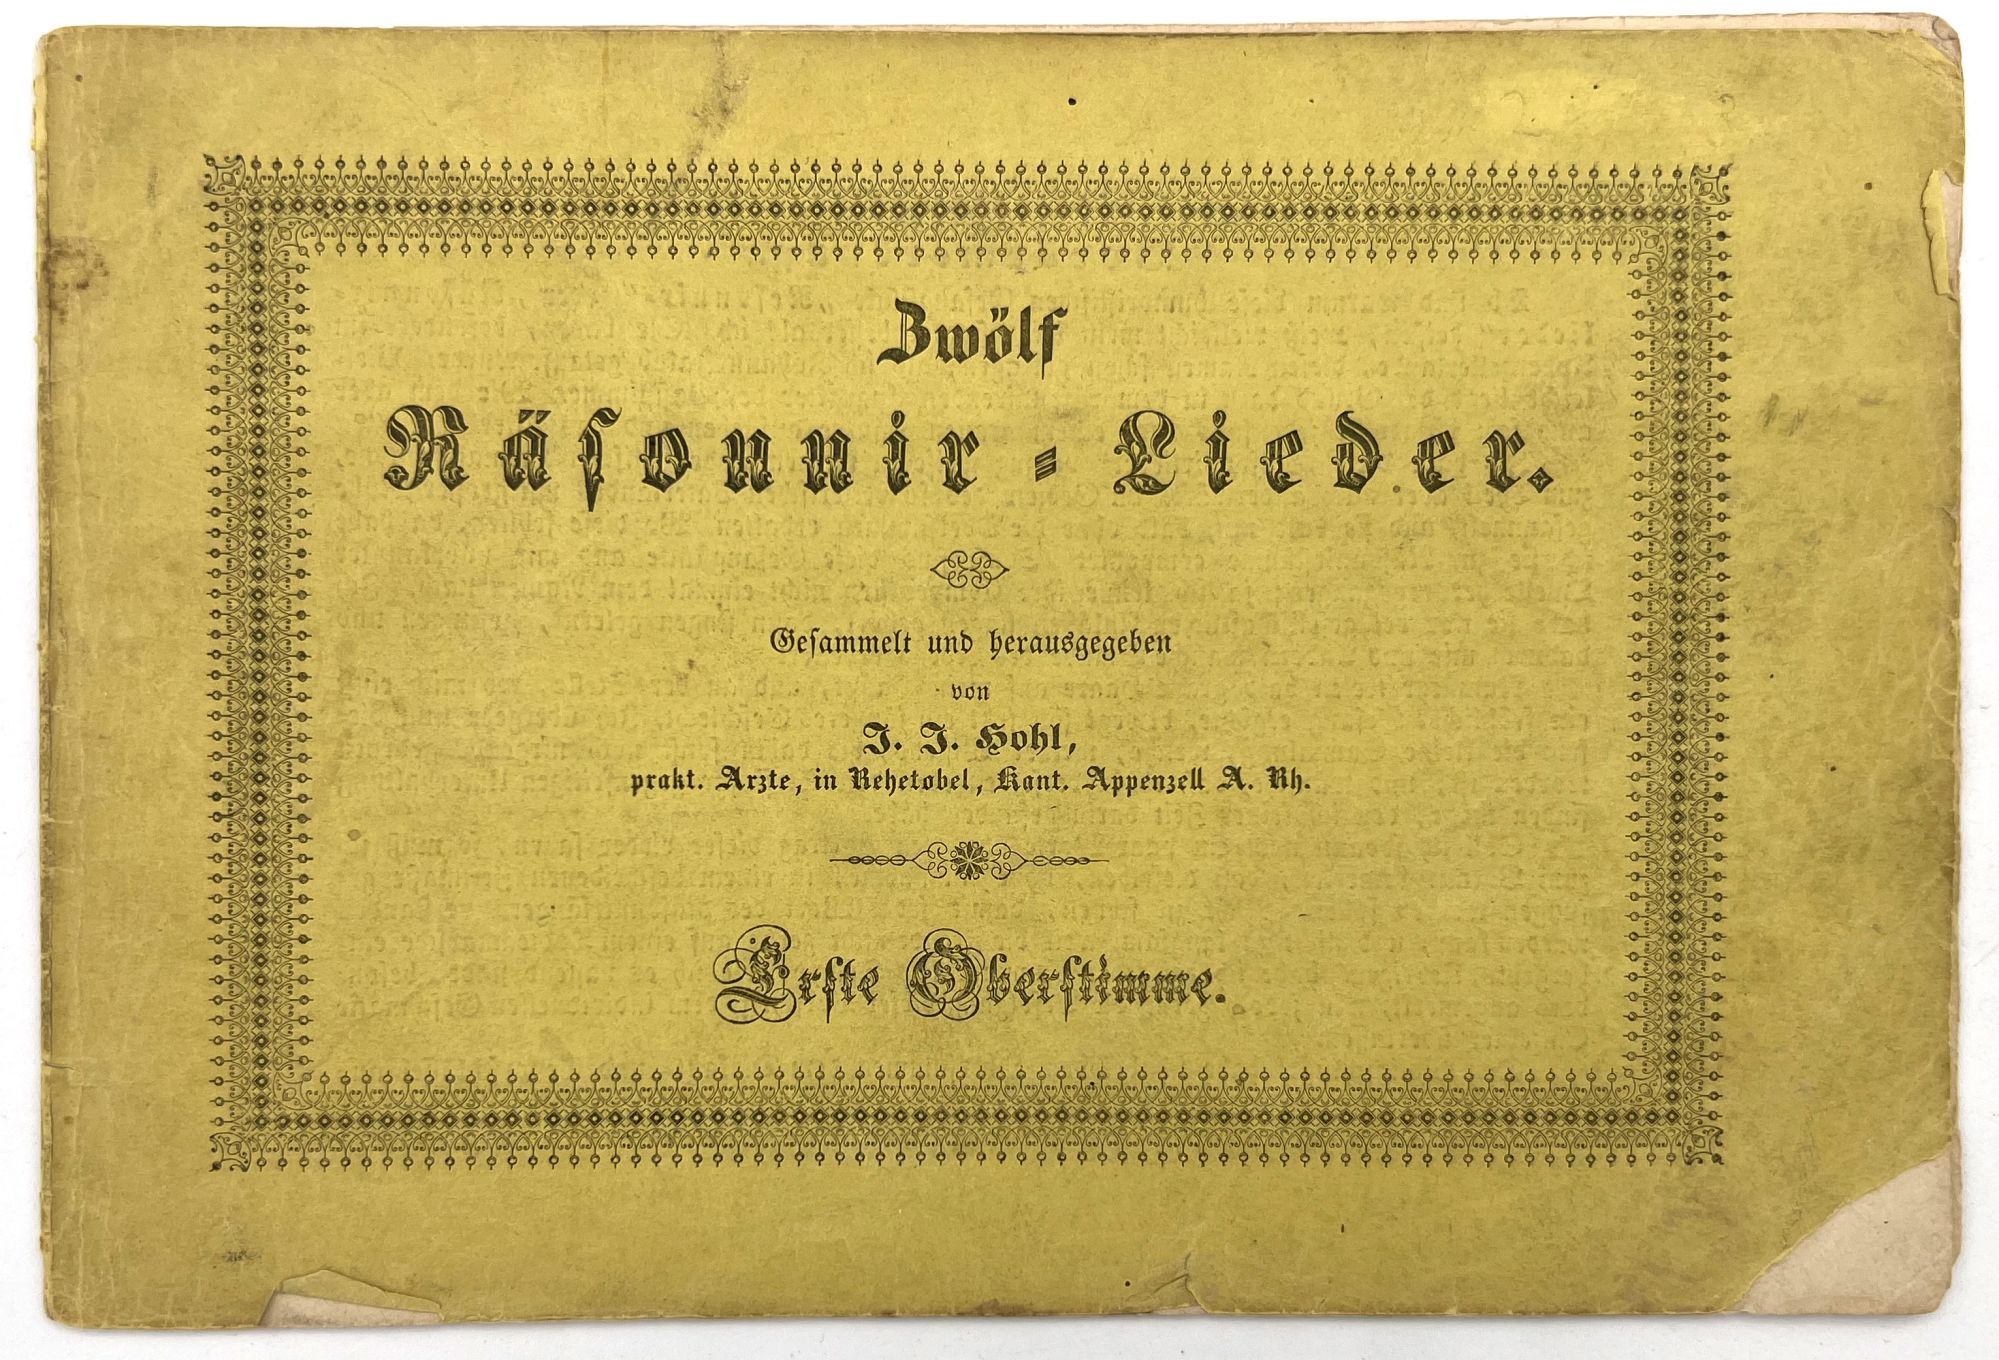 Zwölf
Räſonnir-Lieder.
Geſammelt und herausgegeben
von
J. J. Hohl,
prakt. Arzte, in Rehetobel, Kant. Appenzell A. Rh.
Erſte Oberſtimme.